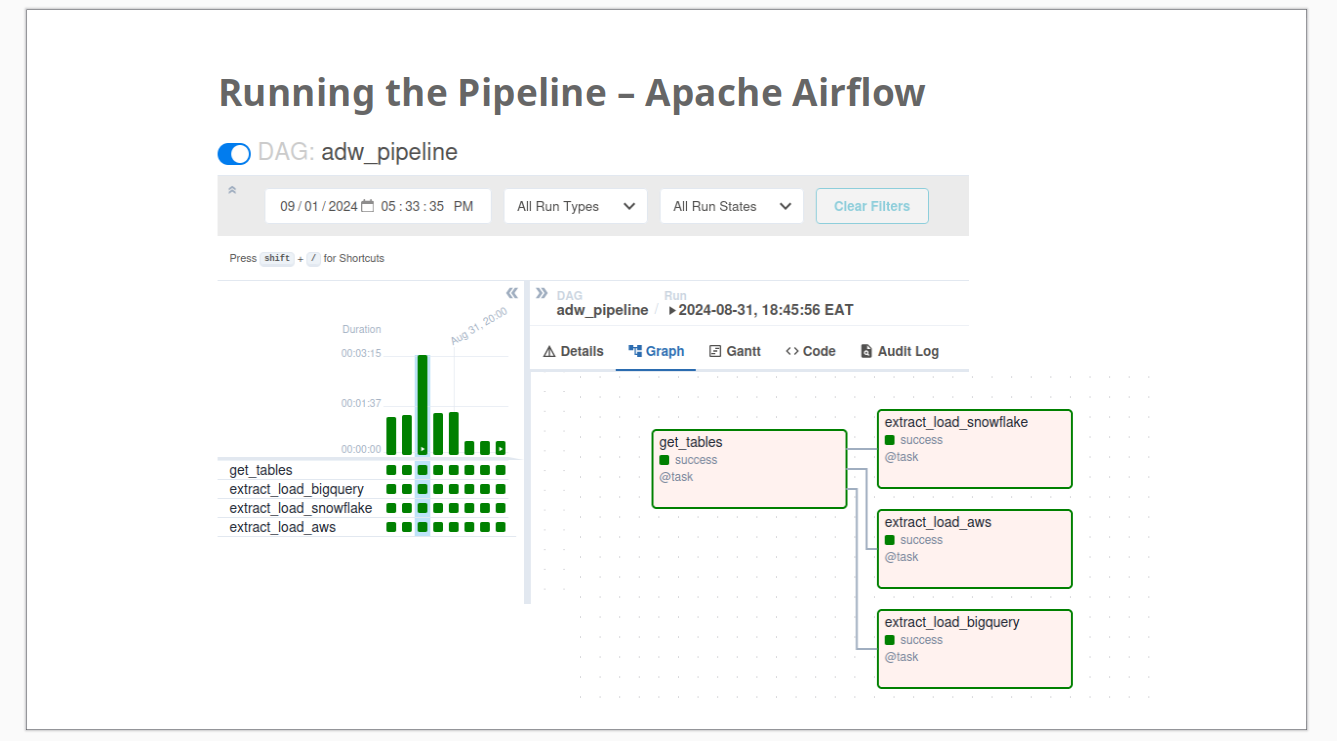 Running the Pipeline – Apache Airflow
DAG: adw_pipeline
09 / 01 / 2024 05 : 33 : 35 PM
All Run Types
All Run States
Clear Filters
Press shift + / for Shortcuts
Duration
Aug 31, 20:00
00:03:15
00:01:37
00:00:00
get_tables
extract_load_bigquery
extract_load_snowflake
extract_load_aws
DAG
adw_pipeline
/
Run
2024-08-31, 18:45:56 EAT
Details
Graph
Gantt
Code
Audit Log
get_tables
success
@task
extract_load_snowflake
success
@task
extract_load_aws
success
@task
extract_load_bigquery
success
@task